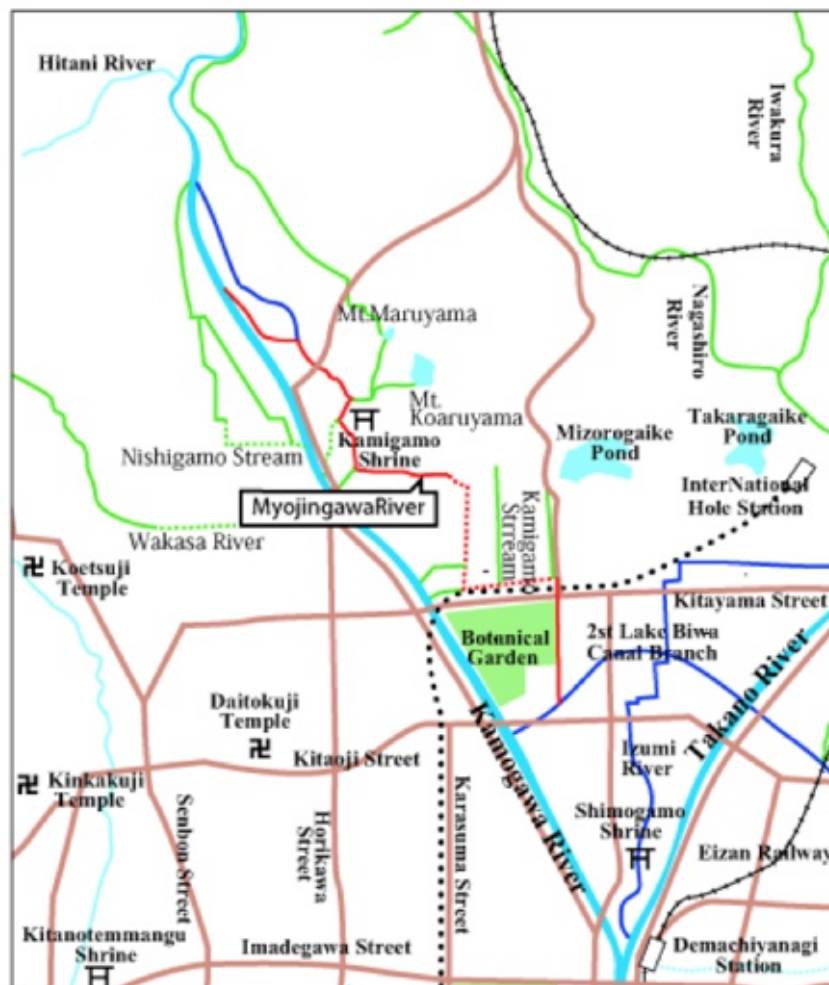 Hitani River
Iwakura
River
Nagashiro
River
Mt.Maruyama
Mt.
Koaruyama
Kamigamo
Shrine
Nishigamo Stream
MyojingawaRiver
Wakasa River
Mizorogaike
Pond
Takaragaike
Pond
InterNational
Hole Station
Kamigamo
Strream
Koetsuji
Temple
Kitayama Street
Botanical
Garden
2st Lake Biwa
Canal Branch
Takano River
Daitokuji
Temple
Kitaoji Street
Kamogawa River
Izumi
River
Kinkakuji
Temple
Senbon Street
Horikawa
Street
Karasuma Street
Shimogamo
Shrine
Eizan Railway
Kitanotemmangu
Shrine
Imadegawa Street
Demachiyanagi
Station